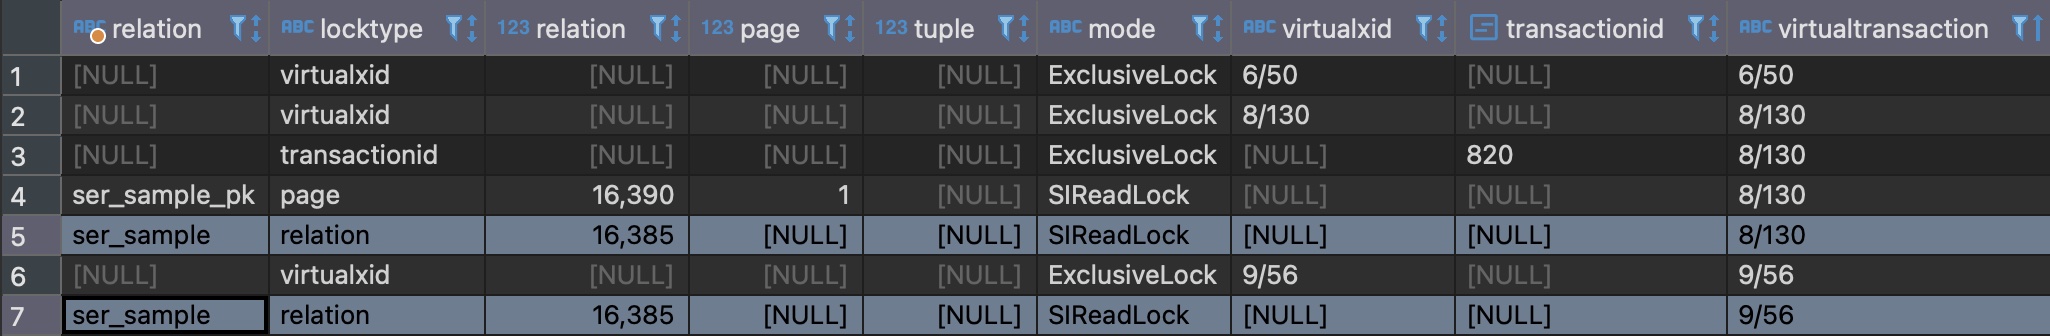 ABC relation locktype 123 relation 123 page 123 tuple ABC mode ABC virtualxid transactionid ABC virtualtransaction
1 [NULL] virtualxid [NULL] [NULL] [NULL] ExclusiveLock 6/50 [NULL] 6/50
2 [NULL] virtualxid [NULL] [NULL] [NULL] ExclusiveLock 8/130 [NULL] 8/130
3 [NULL] transactionid [NULL] [NULL] [NULL] ExclusiveLock [NULL] 820 8/130
4 ser_sample_pk page 16,390 1 [NULL] SIReadLock [NULL] [NULL] 8/130
5 ser_sample relation 16,385 [NULL] [NULL] SIReadLock [NULL] [NULL] 8/130
6 [NULL] virtualxid [NULL] [NULL] [NULL] ExclusiveLock 9/56 [NULL] 9/56
7 ser_sample relation 16,385 [NULL] [NULL] SIReadLock [NULL] [NULL] 9/56